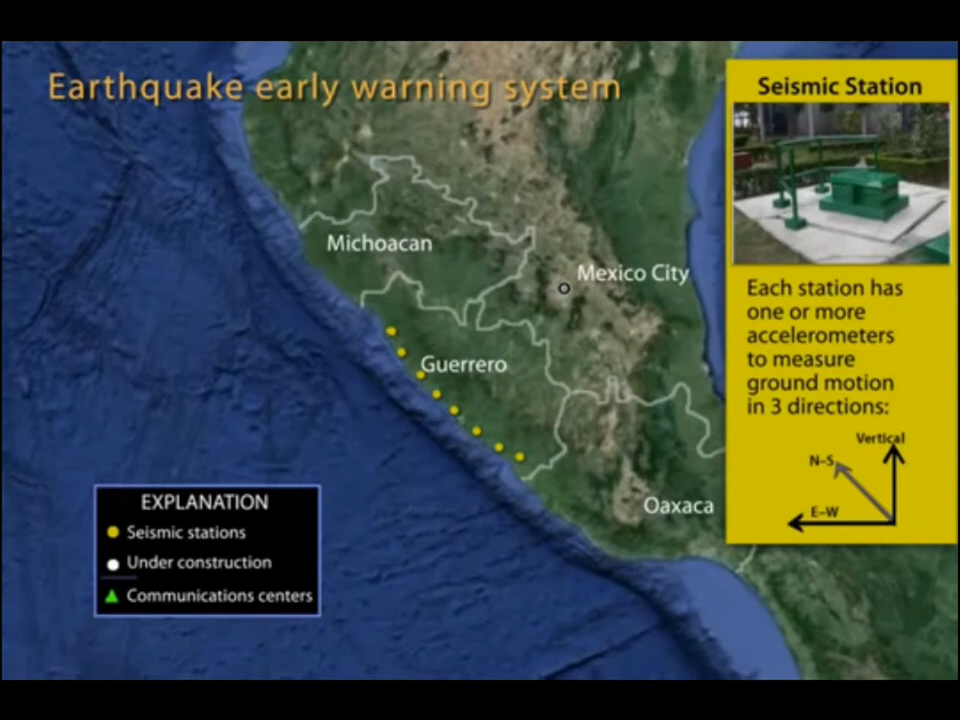 Earthquake early warning system
Michoacan
Mexico City
Guerrero
Oaxaca
EXPLANATION
Seismic stations
Under construction
Communications centers
Seismic Station
Each station has
one or more
accelerometers
to measure
ground motion
in 3 directions:
Vertical
N–S
E–W